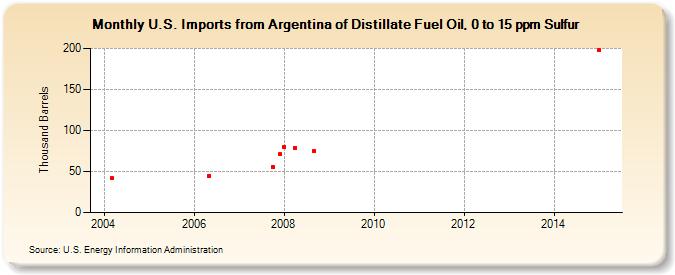 Monthly U.S. Imports from Argentina of Distillate Fuel Oil, 0 to 15 ppm Sulfur
Thousand Barrels
200
150
100
50
0
2004 2006 2008 2010 2012 2014
Source: U.S. Energy Information Administration